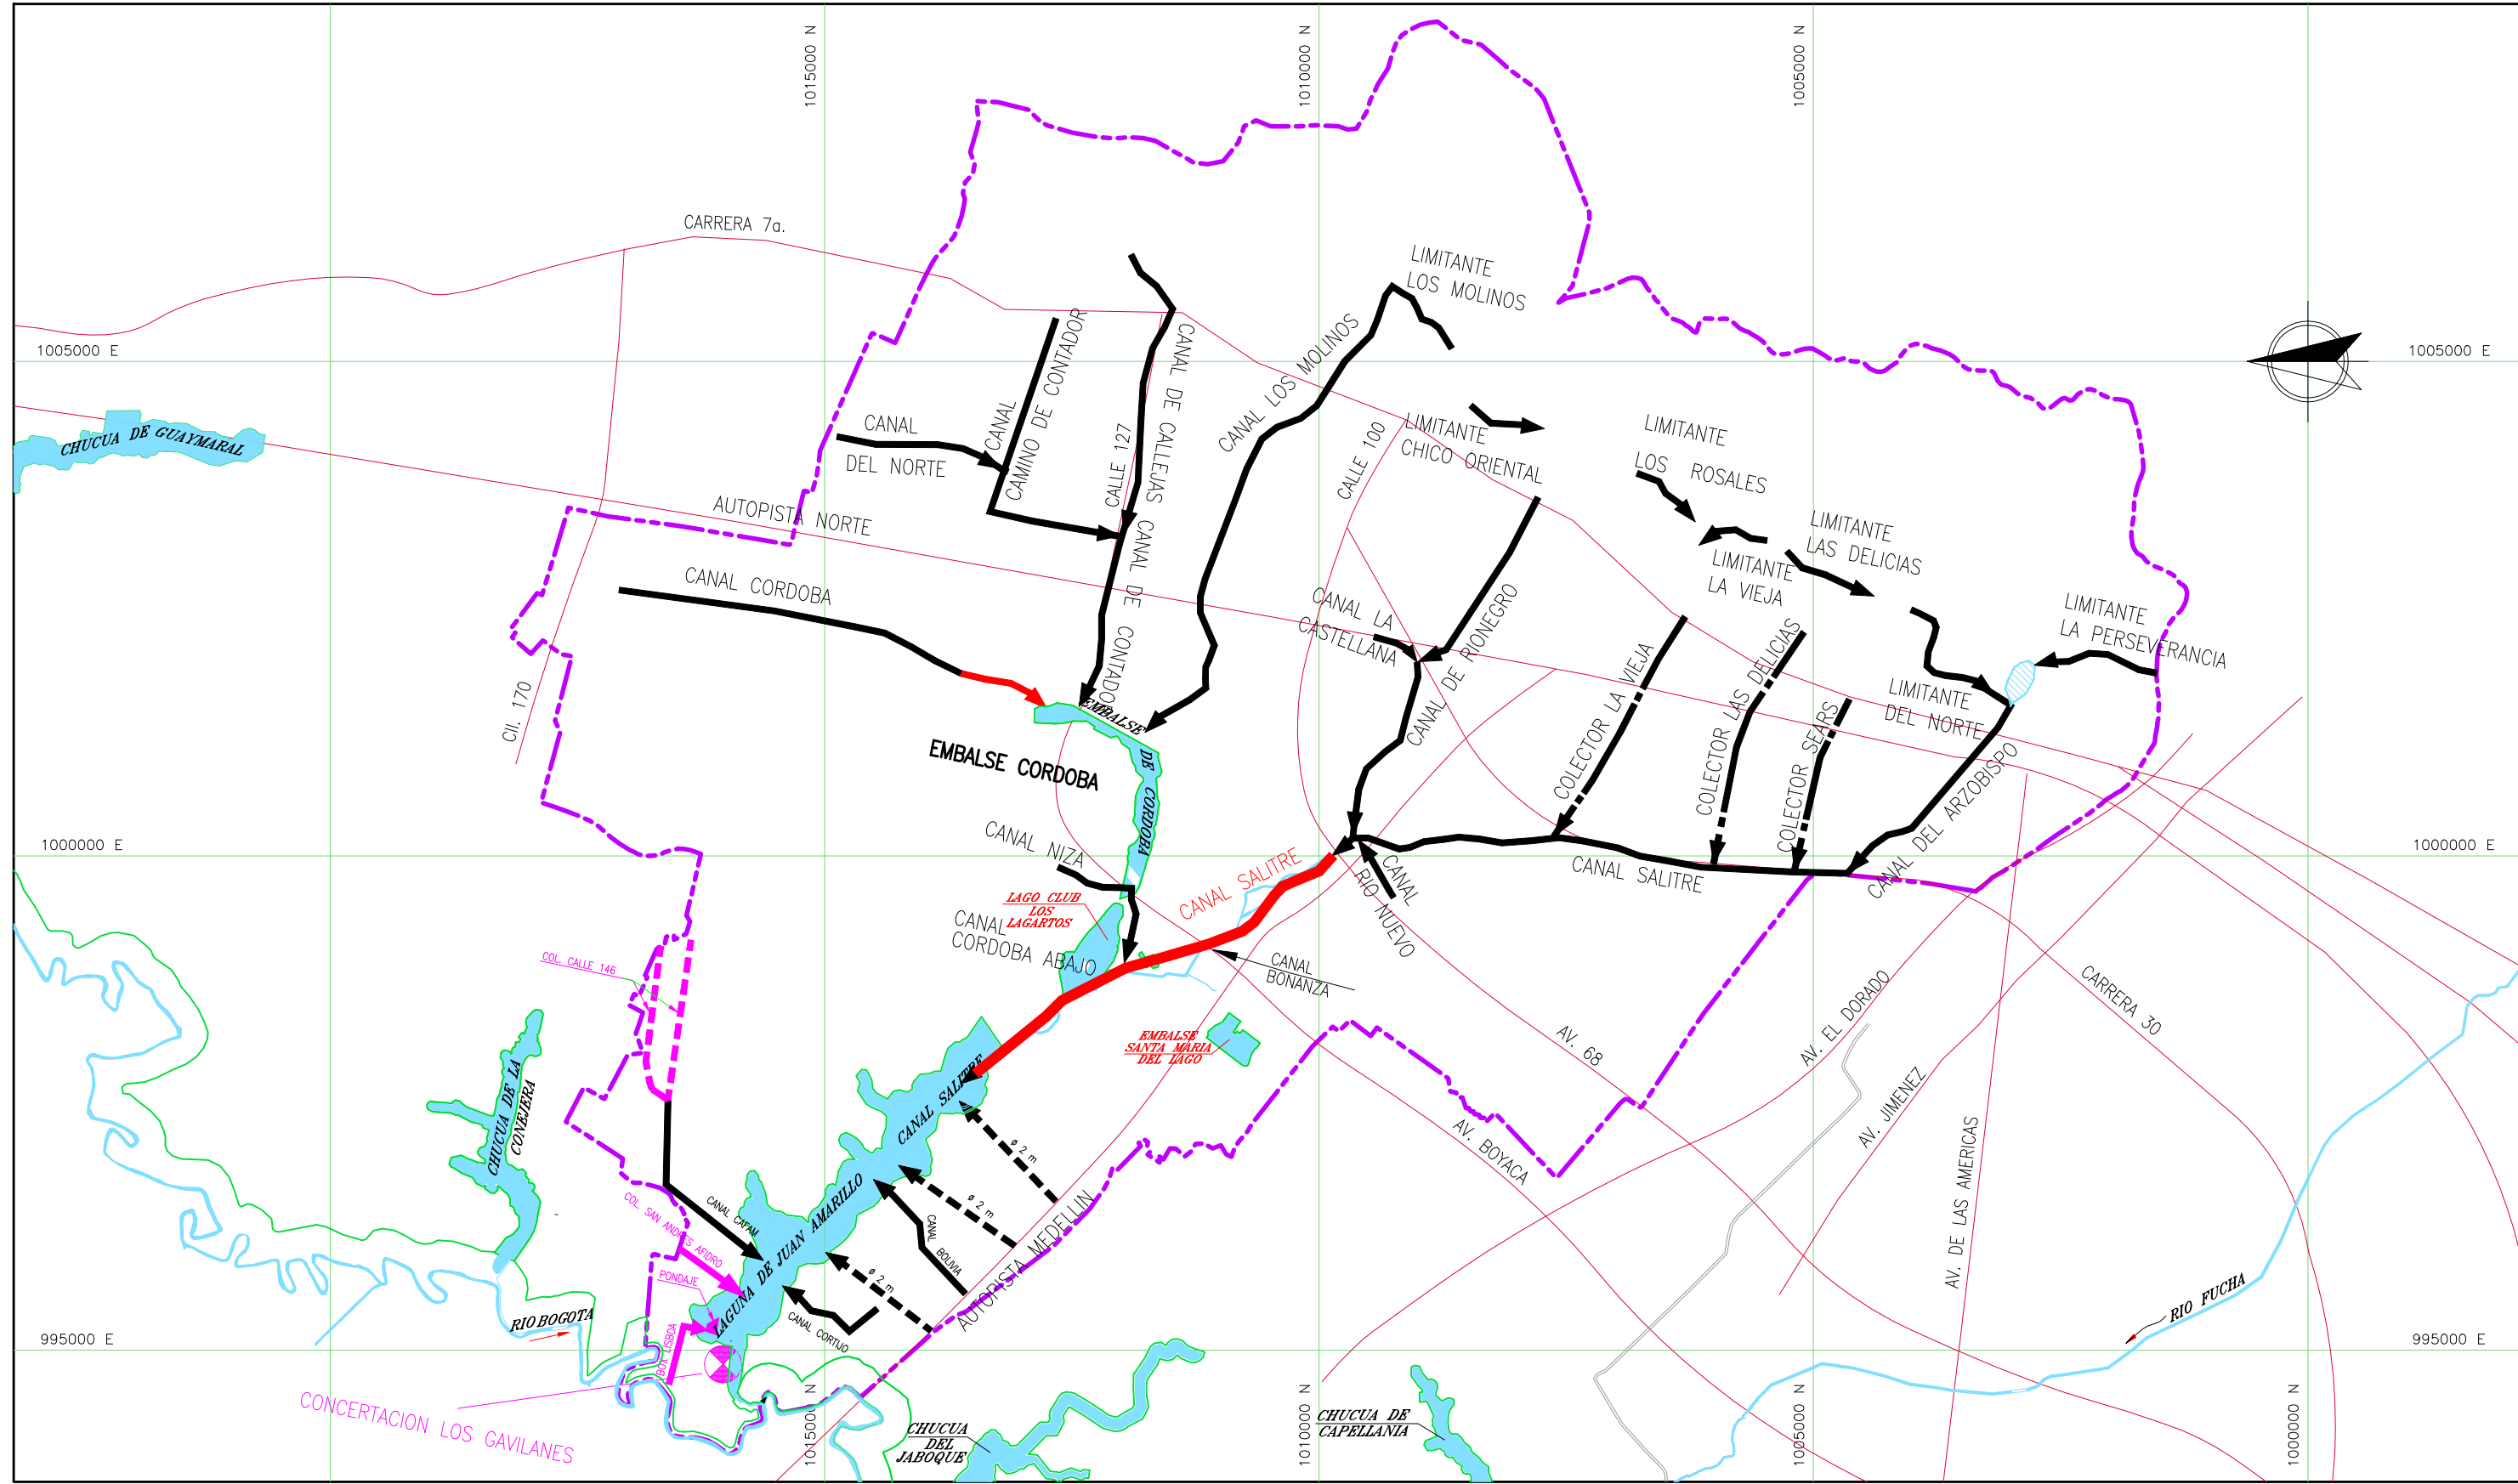 1015000 N
1010000 N
1005000 N
CARRERA 7a.
LIMITANTE
LOS MOLINOS
1005000 E
1005000 E
CHUCUA DE GUAYMARAL
CANAL
DEL NORTE
CANAL
CAMINO DE CONTADOR
CALLE 127
CANAL DE CALLEJAS
CANAL DE CONTADOR
CANAL LOS MOLINOS
CALLE 100
LIMITANTE
CHICO ORIENTAL
LIMITANTE
LOS ROSALES
LIMITANTE
LAS DELICIAS
LIMITANTE
LA VIEJA
LIMITANTE
LA PERSEVERANCIA
AUTOPISTA NORTE
CANAL CORDOBA
Cll. 170
CANAL LA
CASTELLANA
CANAL DE RIONEGRO
COLECTOR LA VIEJA
COLECTOR LAS DELICIAS
COLECTOR SEARS
LIMITANTE
DEL NORTE
CANAL DEL ARZOBISPO
EMBALSE
DE
CORDOBA
EMBALSE CORDOBA
1000000 E
1000000 E
CANAL NIZA
CANAL SALITRE
CANAL
RIO NUEVO
CANAL SALITRE
LAGO CLUB
LOS
LAGARTOS
CANAL
CORDOBA ABAJO
CANAL
BONANZA
COL. CALLE 146
EMBALSE
SANTA MARIA
DEL LAGO
AV. 68
AV. EL DORADO
CARRERA 30
CHUCUA DE LA
CONEJERA
CANAL SALITRE
AV. BOYACA
AV. JIMENEZ
AV. DE LAS AMERICAS
ø 2 m
ø 2 m
ø 2 m
CANAL CAFAM
COL. SAN ANDRES AFIDRO
LAGUNA DE JUAN AMARILLO
CANAL BOLIVIA
AUTOPISTA MEDELLIN
PONDAJE
RIO BOGOTA
BOX LISBOA
CANAL CORTIJO
RIO FUCHA
995000 E
995000 E
CONCERTACION LOS GAVILANES
CHUCUA
DEL
JABOQUE
CHUCUA DE
CAPELLANIA
1015000 N
1010000 N
1005000 N
1000000 N